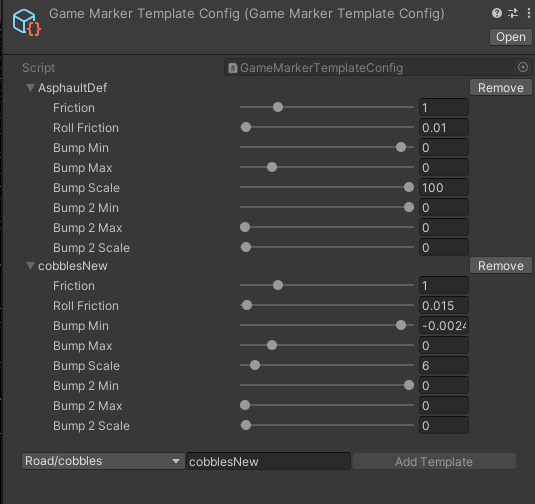 Game Marker Template Config (Game Marker Template Config)
Open
Script GameMarkerTemplateConfig
AsphaultDef Remove
Friction 1
Roll Friction 0.01
Bump Min 0
Bump Max 0
Bump Scale 100
Bump 2 Min 0
Bump 2 Max 0
Bump 2 Scale 0
cobblesNew Remove
Friction 1
Roll Friction 0.015
Bump Min -0.0024
Bump Max 0
Bump Scale 6
Bump 2 Min 0
Bump 2 Max 0
Bump 2 Scale 0
Road/cobbles cobblesNew Add Template